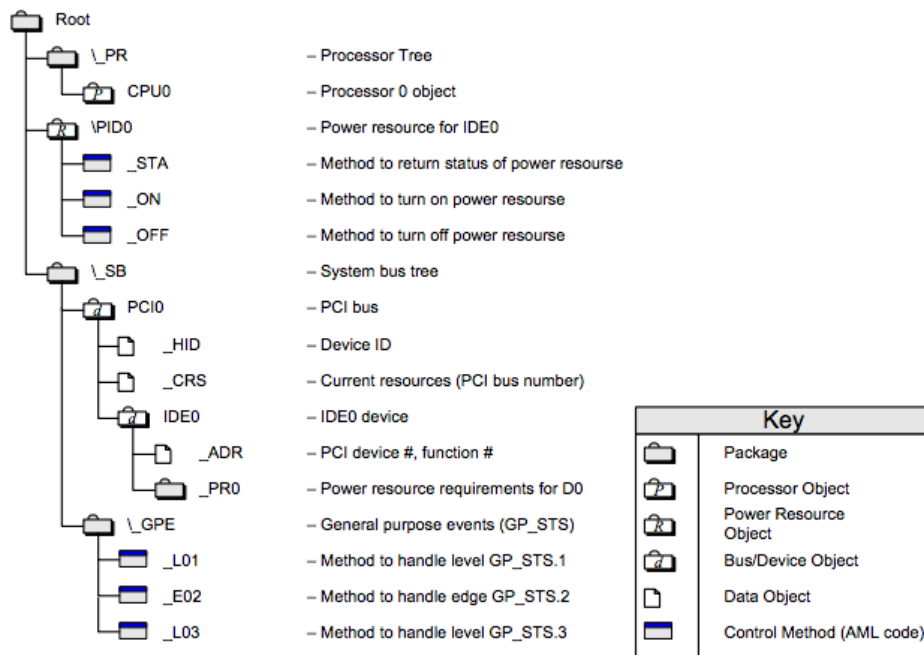 Root
\_PR – Processor Tree
P CPU0 – Processor 0 object
R \PID0 – Power resource for IDE0
_STA – Method to return status of power resourse
_ON – Method to turn on power resourse
_OFF – Method to turn off power resourse
\_SB – System bus tree
d PCI0 – PCI bus
_HID – Device ID
_CRS – Current resources (PCI bus number)
d IDE0 – IDE0 device
_ADR – PCI device #, function #
_PR0 – Power resource requirements for D0
\_GPE – General purpose events (GP_STS)
_L01 – Method to handle level GP_STS.1
_E02 – Method to handle edge GP_STS.2
_L03 – Method to handle level GP_STS.3
Key
Package
P Processor Object
R Power Resource
Object
d Bus/Device Object
Data Object
Control Method (AML code)